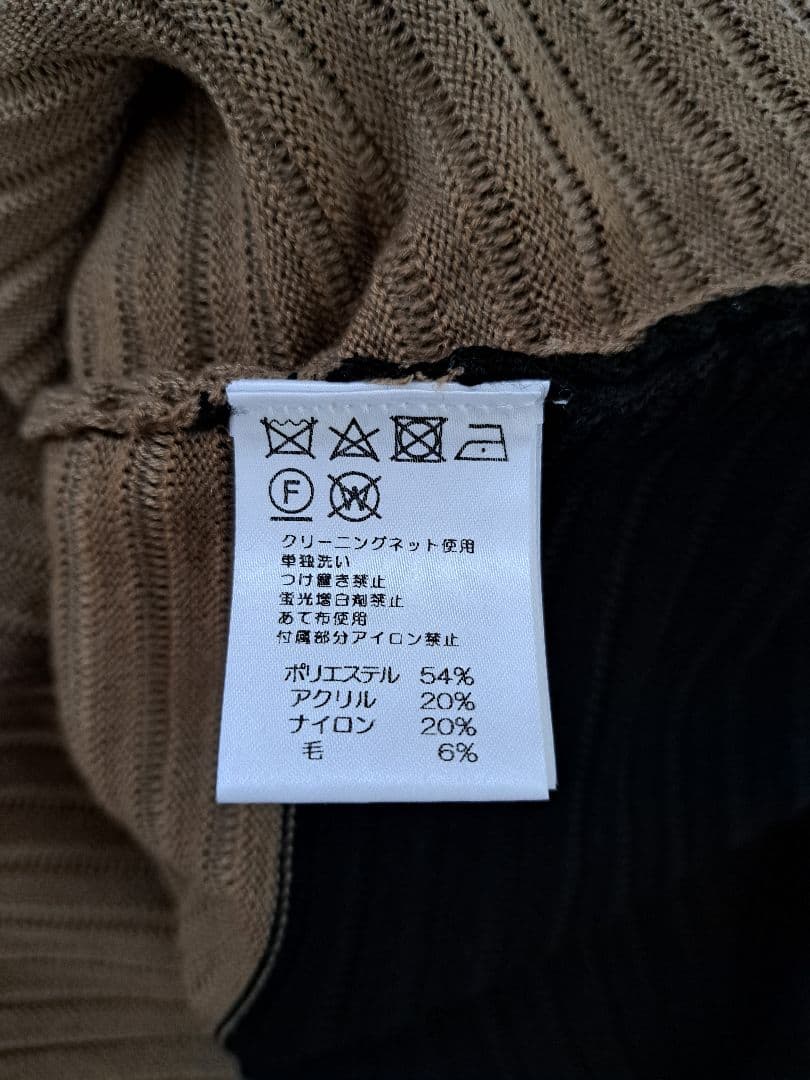 F W
クリーニングネット使用
単独洗い
つけ置き禁止
蛍光増白剤禁止
あて布使用
付属部分アイロン禁止
ポリエステル 54%
アクリル 20%
ナイロン 20%
毛 6%